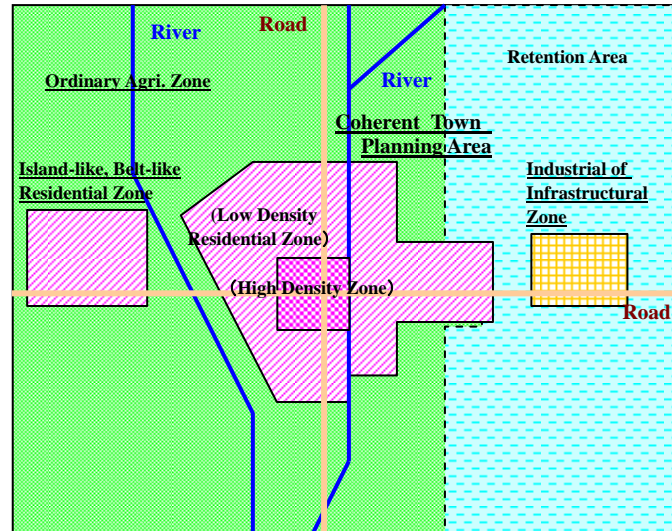 River
Road
Retention Area
Ordinary Agri. Zone
River
Coherent Town
Planning Area
Island-like, Belt-like
Residential Zone
Industrial of
Infrastructural
Zone
(Low Density
Residential Zone)
(High Density Zone)
Road